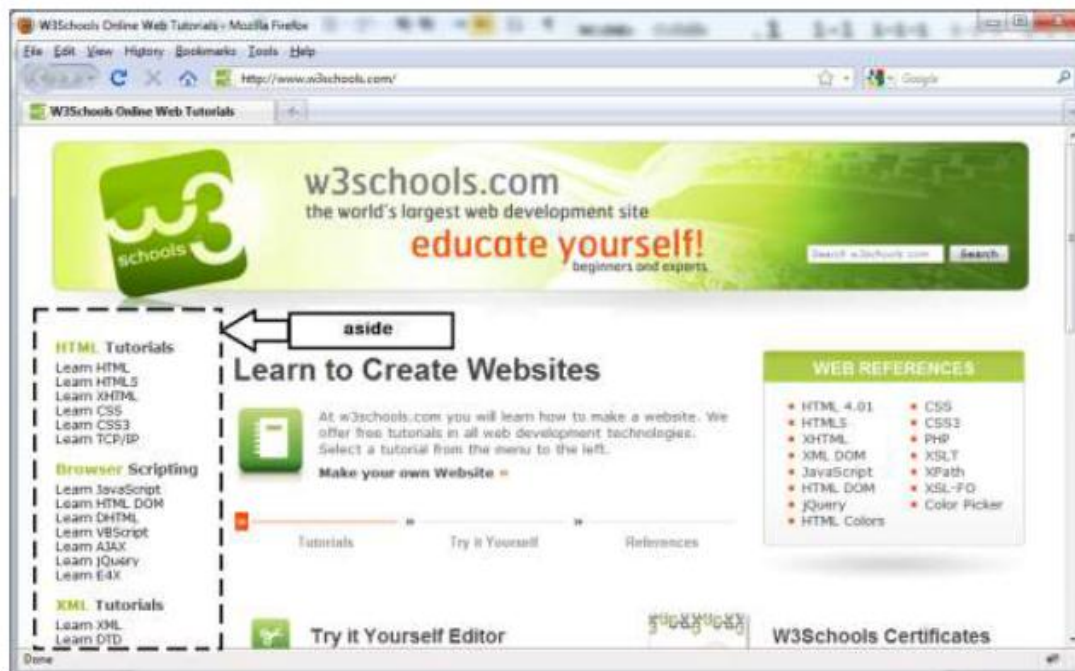 W3Schools Online Web Tutorials - Mozilla Firefox
File Edit View History Bookmarks Tools Help
http://www.w3schools.com/
Google
W3Schools Online Web Tutorials
w3 schools
w3schools.com
the world's largest web development site
educate yourself!
beginners and experts
Search w3schools.com
Search
aside
HTML Tutorials
Learn HTML
Learn HTML5
Learn XHTML
Learn CSS
Learn CSS3
Learn TCP/IP
Browser Scripting
Learn JavaScript
Learn HTML DOM
Learn DHTML
Learn VBScript
Learn AJAX
Learn jQuery
Learn E4X
XML Tutorials
Learn XML
Learn DTD
Learn to Create Websites
At w3schools.com you will learn how to make a website. We
offer free tutorials in all web development technologies.
Select a tutorial from the menu to the left.
Make your own Website »
» » »
Tutorials Try it Yourself References
Try it Yourself Editor
W3Schools Certificates
WEB REFERENCES
• HTML 4.01
• HTML5
• XHTML
• XML DOM
• JavaScript
• HTML DOM
• jQuery
• HTML Colors
• CSS
• CSS3
• PHP
• XSLT
• XPath
• XSL-FO
• Color Picker
Done